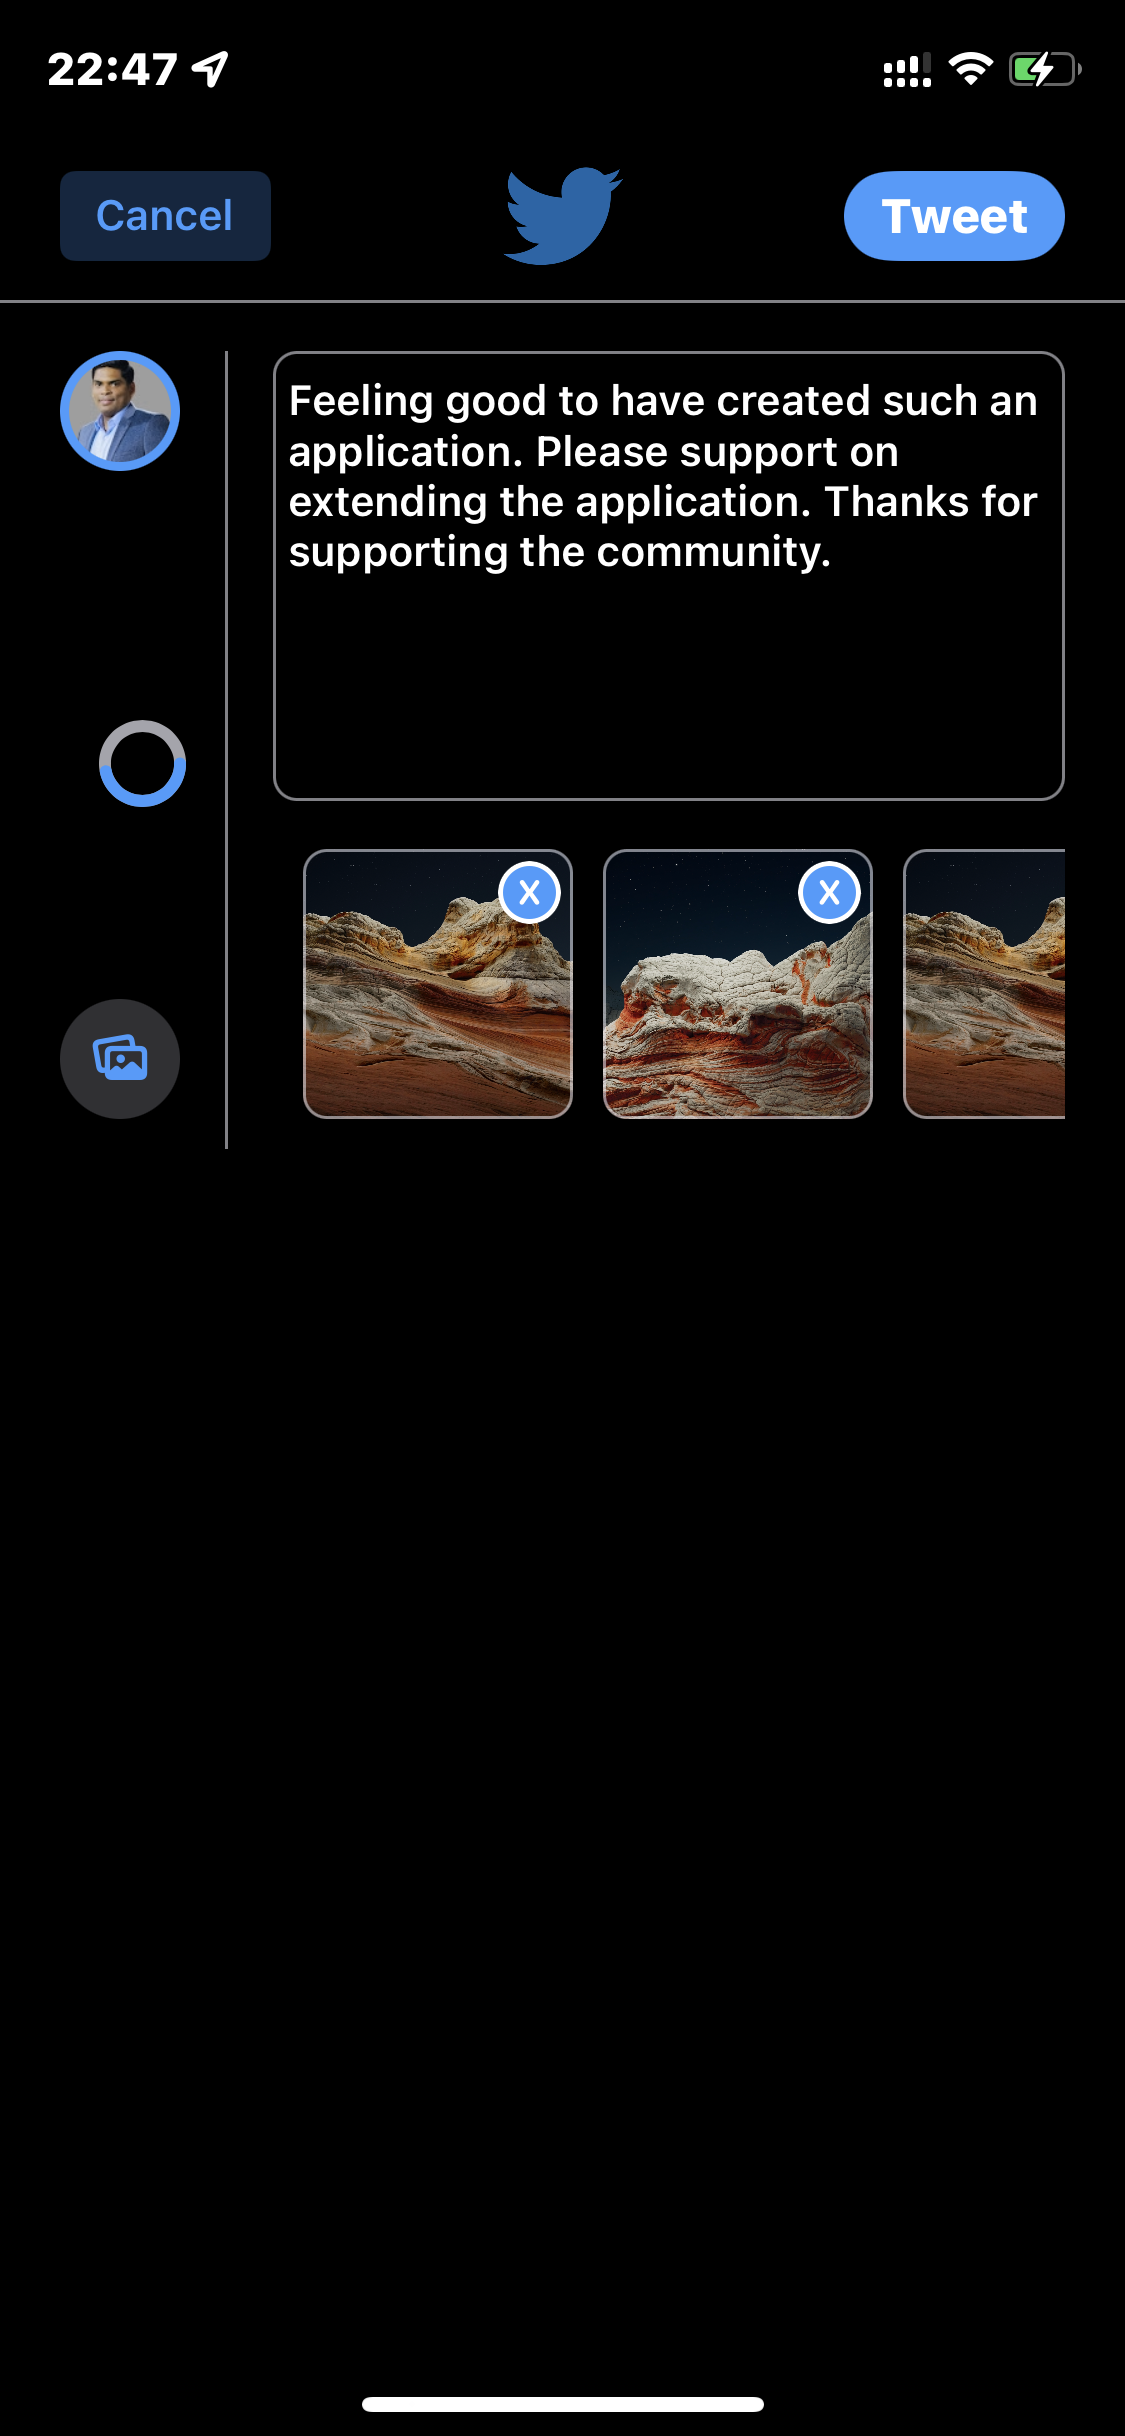 22:47
Cancel
Tweet
Feeling good to have created such an
application. Please support on
extending the application. Thanks for
supporting the community.
X
X